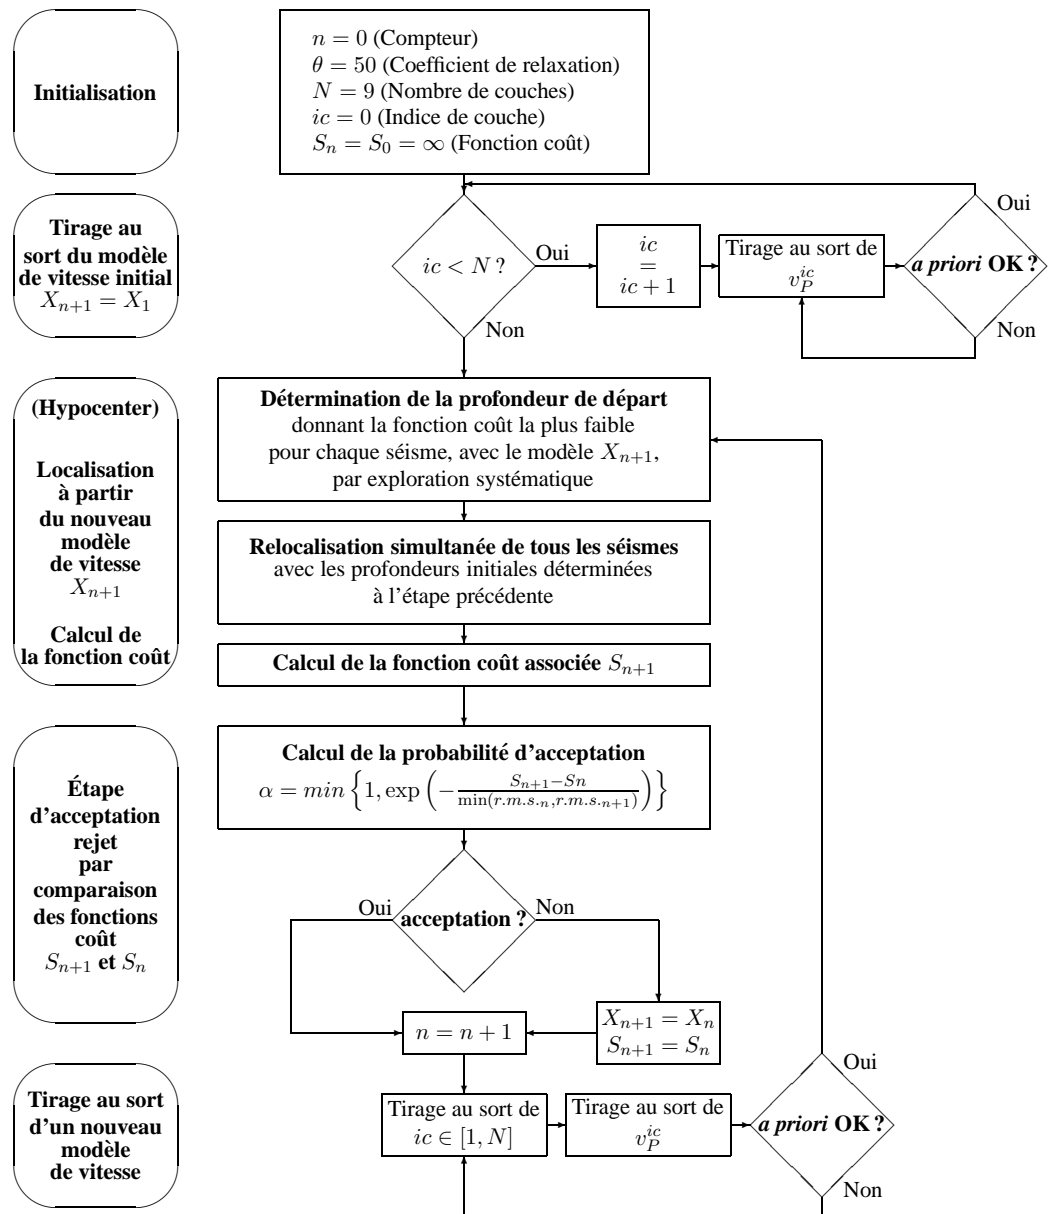 Initialisation
n = 0 (Compteur)
θ = 50 (Coefficient de relaxation)
N = 9 (Nombre de couches)
ic = 0 (Indice de couche)
S_n = S_0 = ∞ (Fonction coût)
Tirage au
sort du modèle
de vitesse initial
X_{n+1} = X_1
ic < N ?
Oui
Non
ic
=
ic + 1
Tirage au sort de
v_P^{ic}
a priori OK ?
Oui
Non
(Hypocenter)
Localisation
à partir
du nouveau
modèle
de vitesse
X_{n+1}
Calcul de
la fonction coût
Détermination de la profondeur de départ
donnant la fonction coût la plus faible
pour chaque séisme, avec le modèle X_{n+1},
par exploration systématique
Relocalisation simultanée de tous les séismes
avec les profondeurs initiales déterminées
à l'étape précédente
Calcul de la fonction coût associée S_{n+1}
Étape
d'acceptation
rejet
par
comparaison
des fonctions
coût
S_{n+1} et S_n
Calcul de la probabilité d'acceptation
α = min { 1, exp ( − (S_{n+1}−Sn) / (min(r.m.s._n, r.m.s._{n+1})) ) }
acceptation ?
Oui
Non
X_{n+1} = X_n
S_{n+1} = S_n
n = n + 1
Tirage au sort
d'un nouveau
modèle
de vitesse
Tirage au sort de
ic ∈ [1, N]
Tirage au sort de
v_P^{ic}
a priori OK ?
Oui
Non